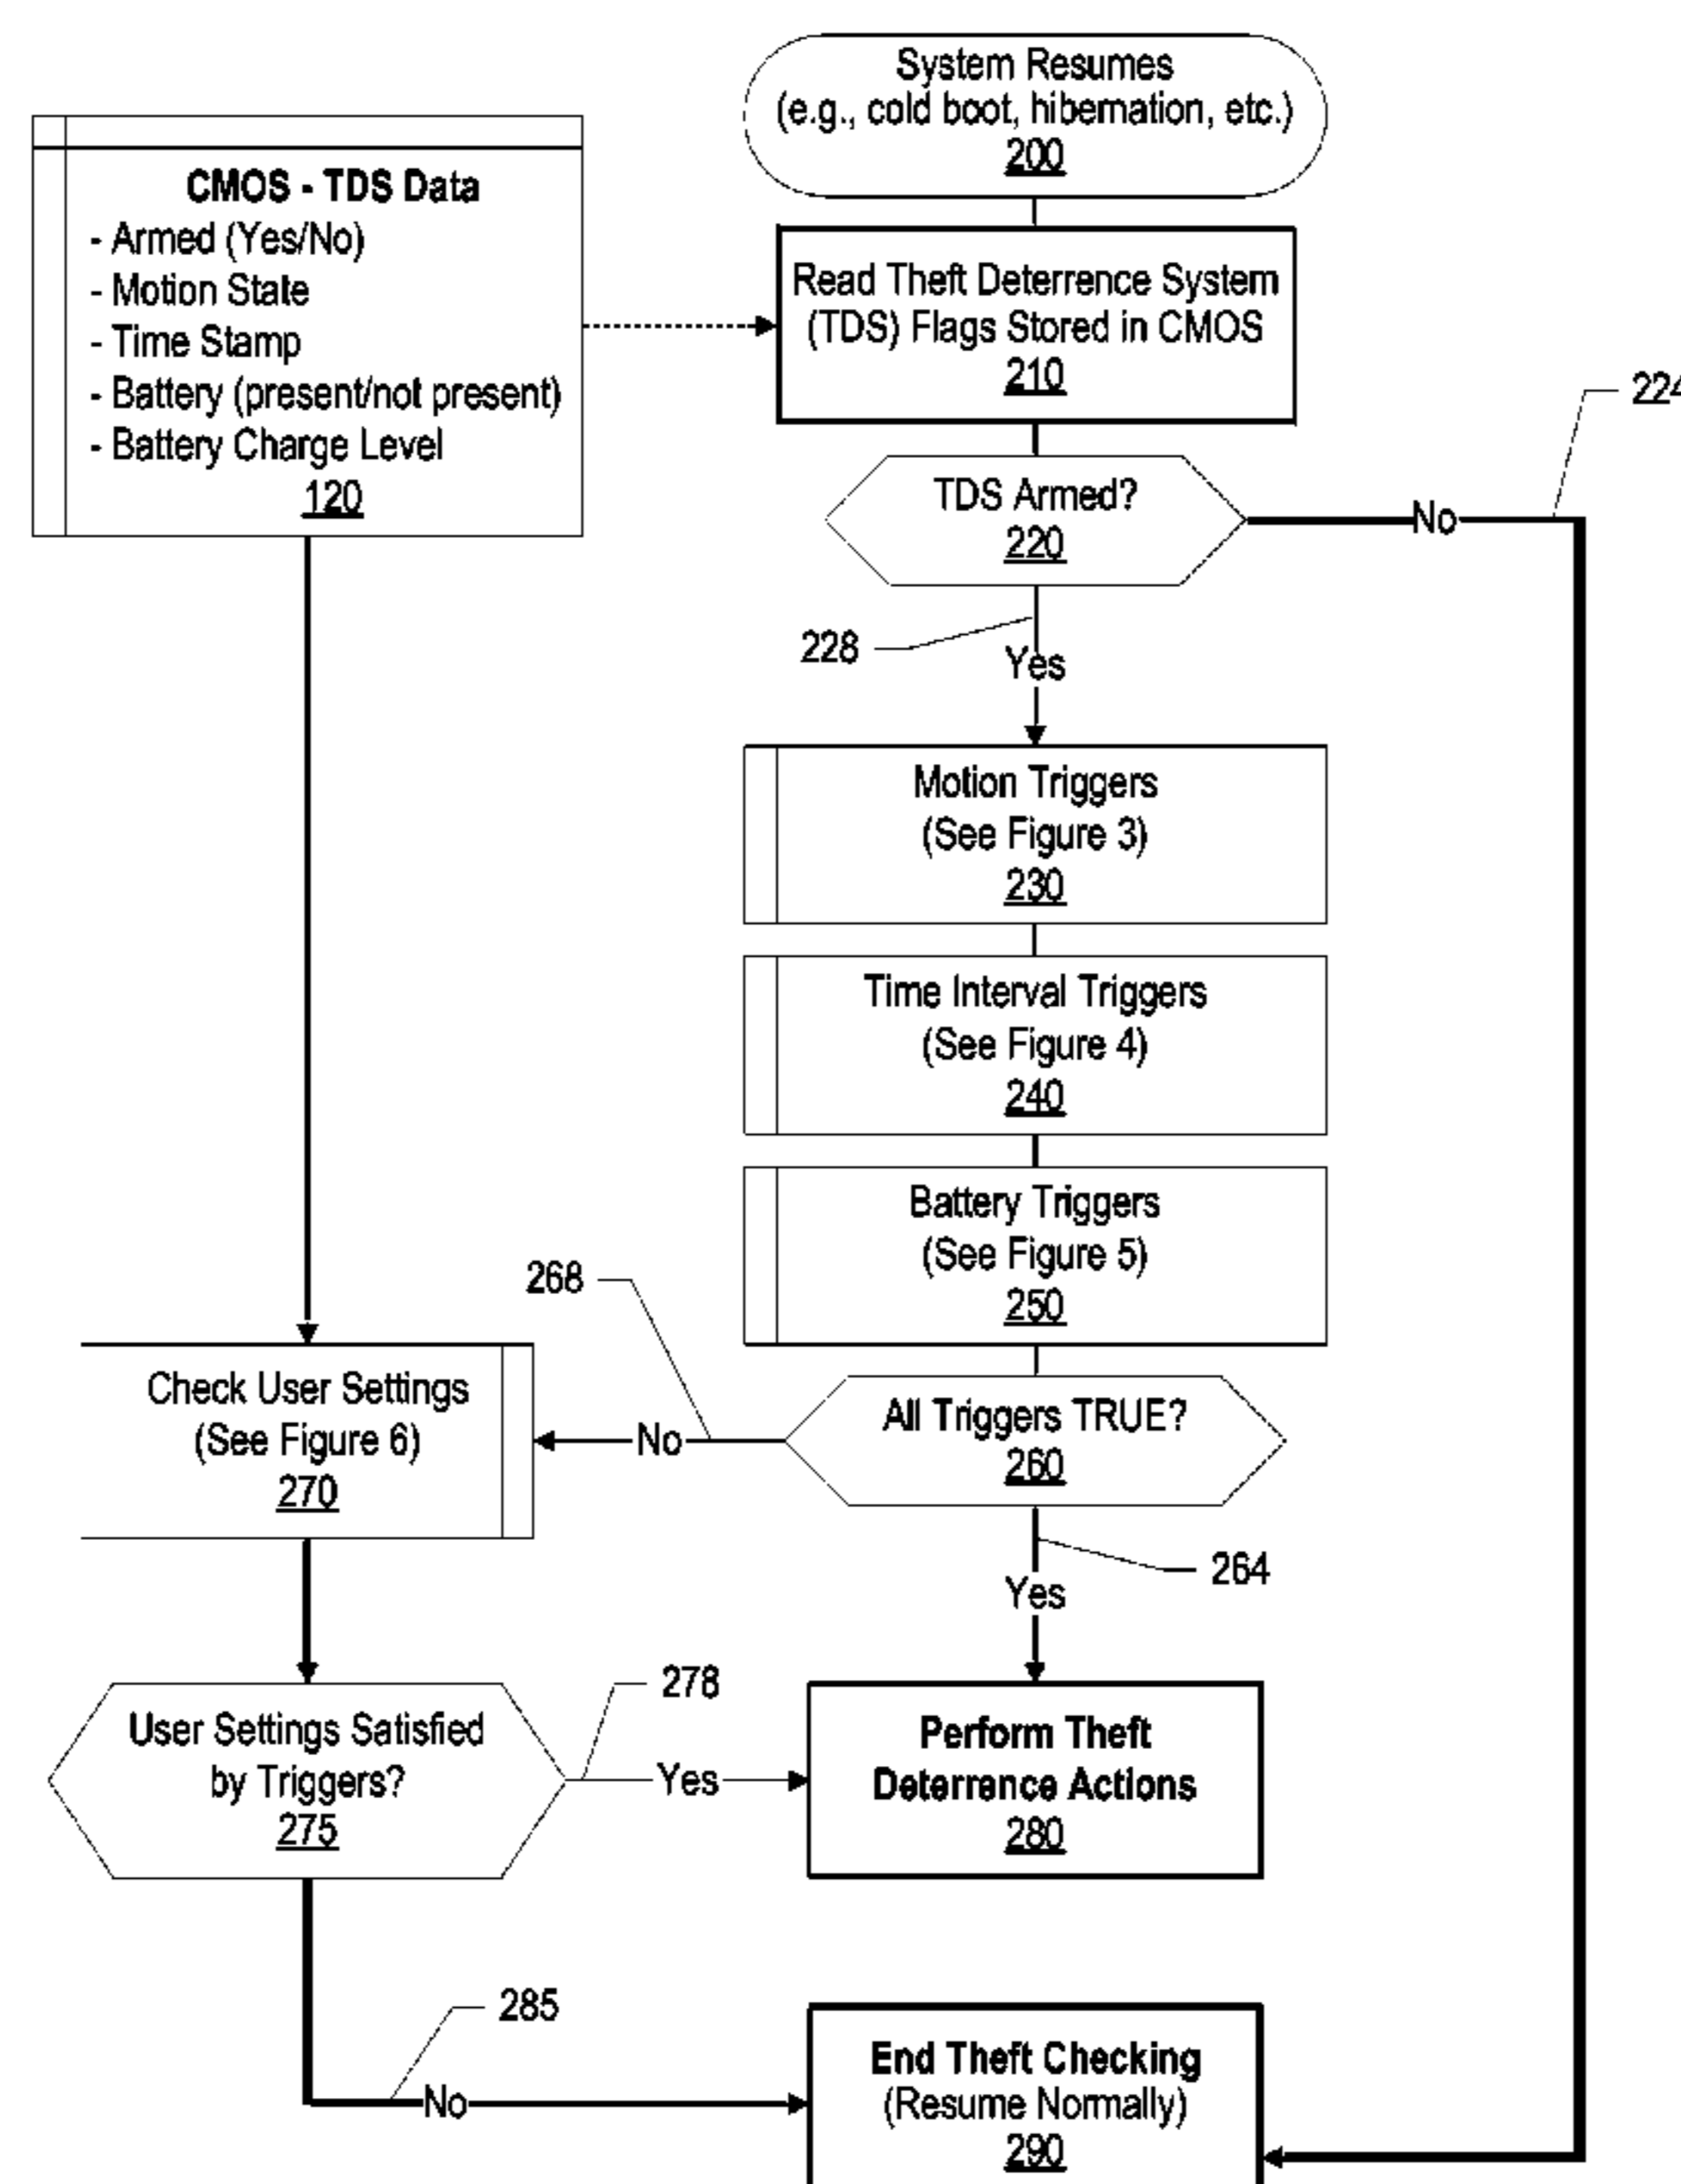 System Resumes
(e.g., cold boot, hibernation, etc.)
200
CMOS - TDS Data
- Armed (Yes/No)
- Motion State
- Time Stamp
- Battery (present/not present)
- Battery Charge Level
120
Read Theft Deterrence System
(TDS) Flags Stored in CMOS
210
224
TDS Armed?
220
No
228
Yes
Motion Triggers
(See Figure 3)
230
Time Interval Triggers
(See Figure 4)
240
Battery Triggers
(See Figure 5)
250
268
Check User Settings
(See Figure 6)
270
No
All Triggers TRUE?
260
264
Yes
278
User Settings Satisfied
by Triggers?
275
Yes
Perform Theft
Deterrence Actions
280
285
No
End Theft Checking
(Resume Normally)
290